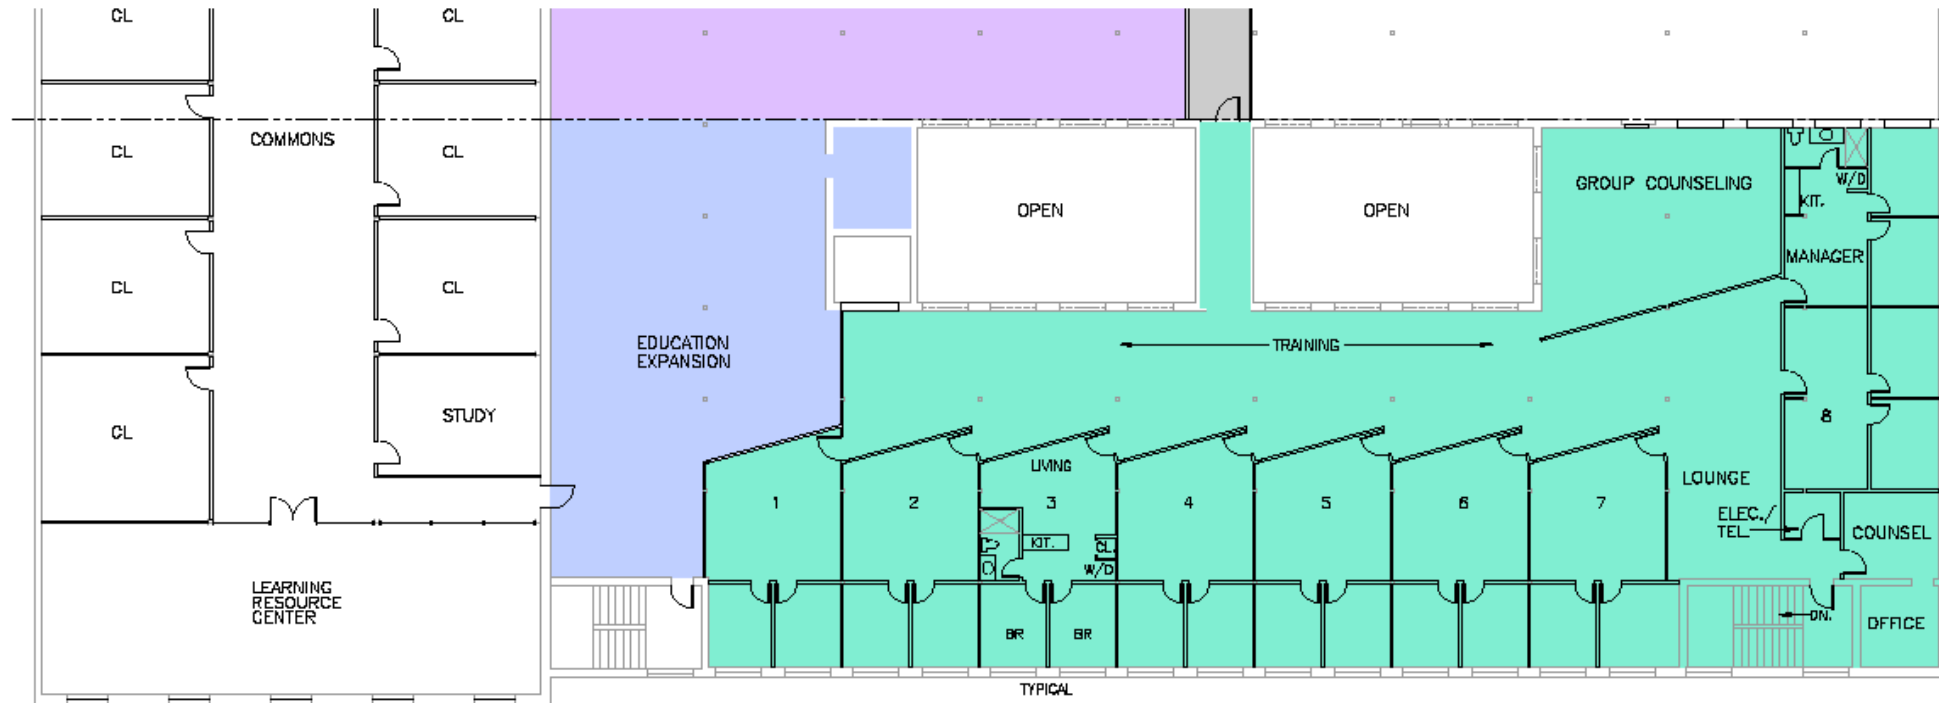 CL
CL
COMMONS
CL
CL
GROUP COUNSELING
W/D
KIT.
OPEN
OPEN
MANAGER
CL
CL
EDUCATION
EXPANSION
TRAINING
CL
STUDY
8
LIVING
LOUNGE
1
2
3
4
5
6
7
ELEC./
TEL.
COUNSEL
KIT.
CL.
W/D
LEARNING
RESOURCE
CENTER
BR
BR
DN.
OFFICE
TYPICAL